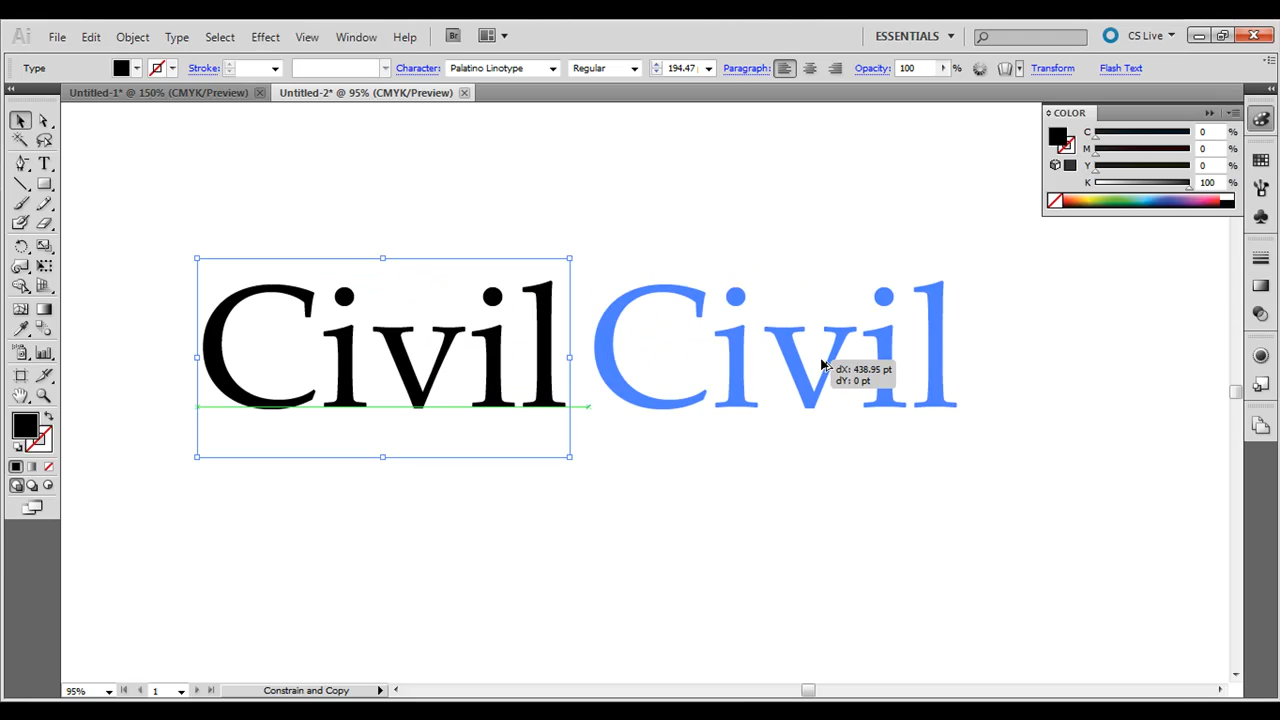 Ai File Edit Object Type Select Effect View Window Help Br ESSENTIALS CS Live
Type Stroke: Character: Palatino Linotype Regular 194.47 Paragraph: Opacity: 100 % Transform Flash Text
Untitled-1* @ 150% (CMYK/Preview) Untitled-2* @ 95% (CMYK/Preview)
COLOR
C 0 %
M 0 %
Y 0 %
K 100 %
Civil Civil
dX: 438.95 pt
dY: 0 pt
95% 1 Constrain and Copy